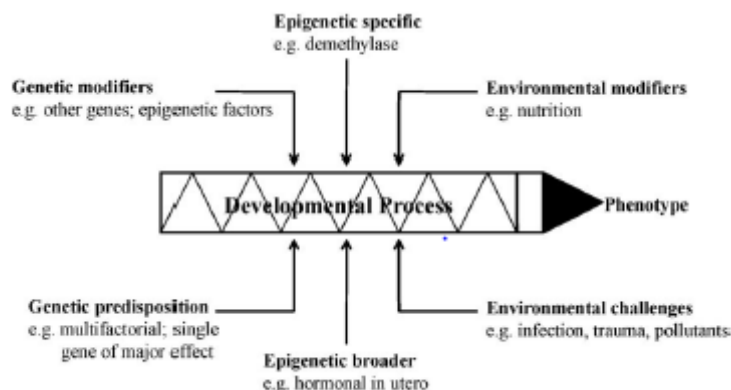 Epigenetic specific
e.g. demethylase
Genetic modifiers
e.g. other genes; epigenetic factors
Environmental modifiers
e.g. nutrition
Developmental Process
Phenotype
Genetic predisposition
e.g. multifactorial; single
gene of major effect
Environmental challenges
e.g. infection, trauma, pollutants
Epigenetic broader
e.g. hormonal in utero